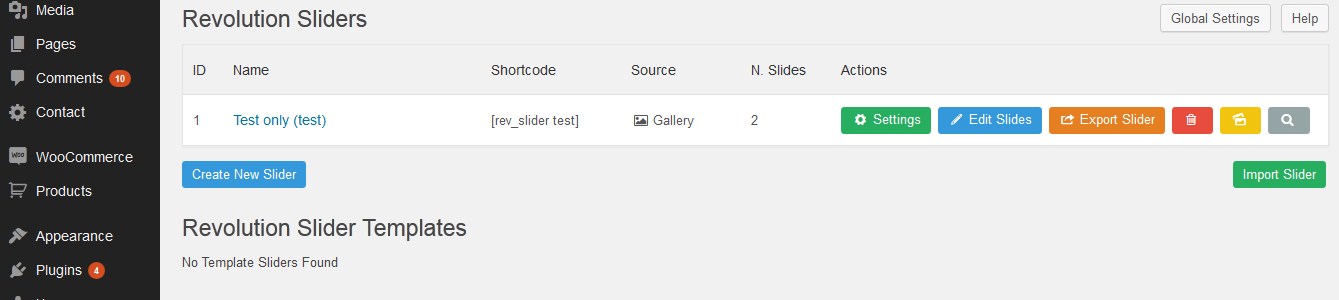 Media
Pages
Comments 10
Contact
WOO WooCommerce
Products
Appearance
Plugins 4
Revolution Sliders
Global Settings Help
ID Name Shortcode Source N. Slides Actions
1 Test only (test) [rev_slider test] Gallery 2 Settings Edit Slides Export Slider
Create New Slider Import Slider
Revolution Slider Templates
No Template Sliders Found